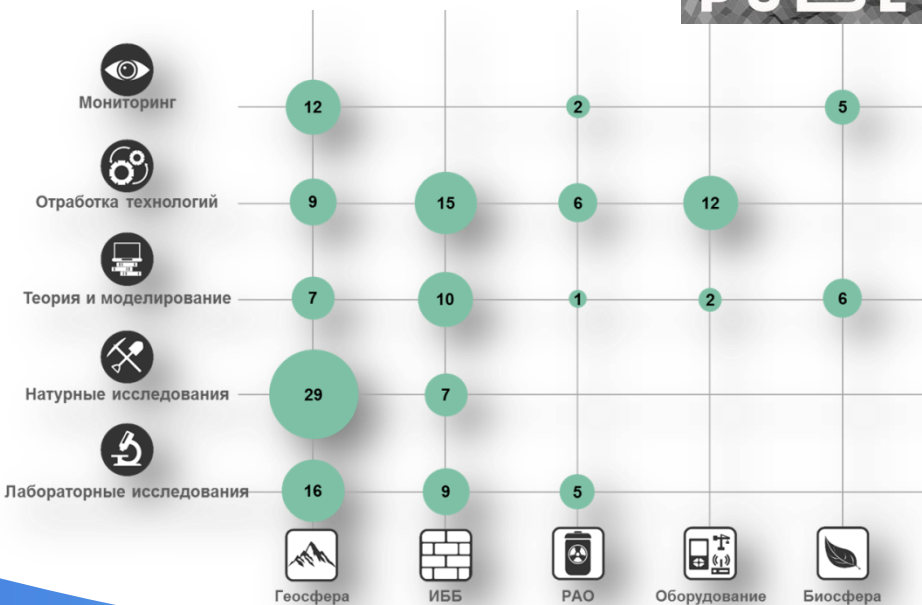 Мониторинг
12
2
5
Отработка технологий
9
15
6
12
Теория и моделирование
7
10
1
2
6
Натурные исследования
29
7
Лабораторные исследования
16
9
5
Геосфера
ИББ
РАО
Оборудование
Биосфера